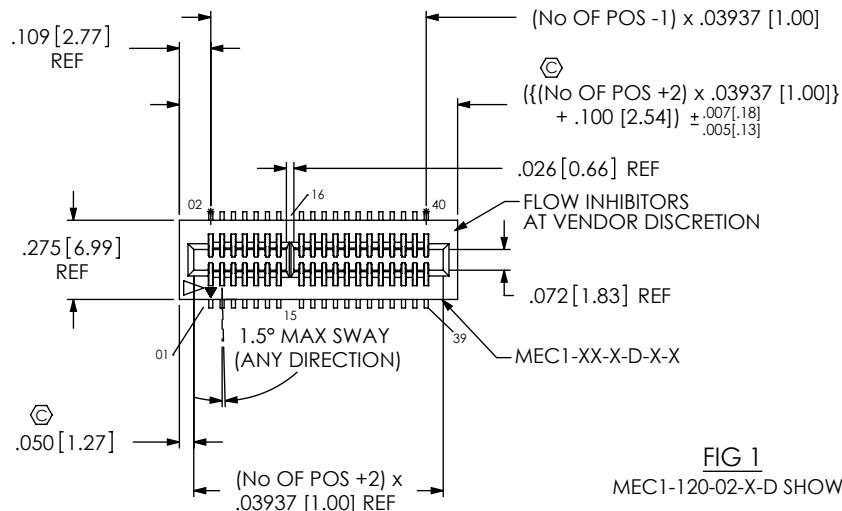 (No OF POS -1) x .03937 [1.00]
.109 [2.77]
REF
C
({(No OF POS +2) x .03937 [1.00]}
+ .100 [2.54]) ± .007[.18]
.005[.13]
.026 [0.66] REF
02
16
40
FLOW INHIBITORS
AT VENDOR DISCRETION
.275 [6.99]
REF
.072 [1.83] REF
01
15
39
1.5° MAX SWAY
(ANY DIRECTION)
MEC1-XX-X-D-X-X
C
.050 [1.27]
(No OF POS +2) x
.03937 [1.00] REF
FIG 1
MEC1-120-02-X-D SHOW